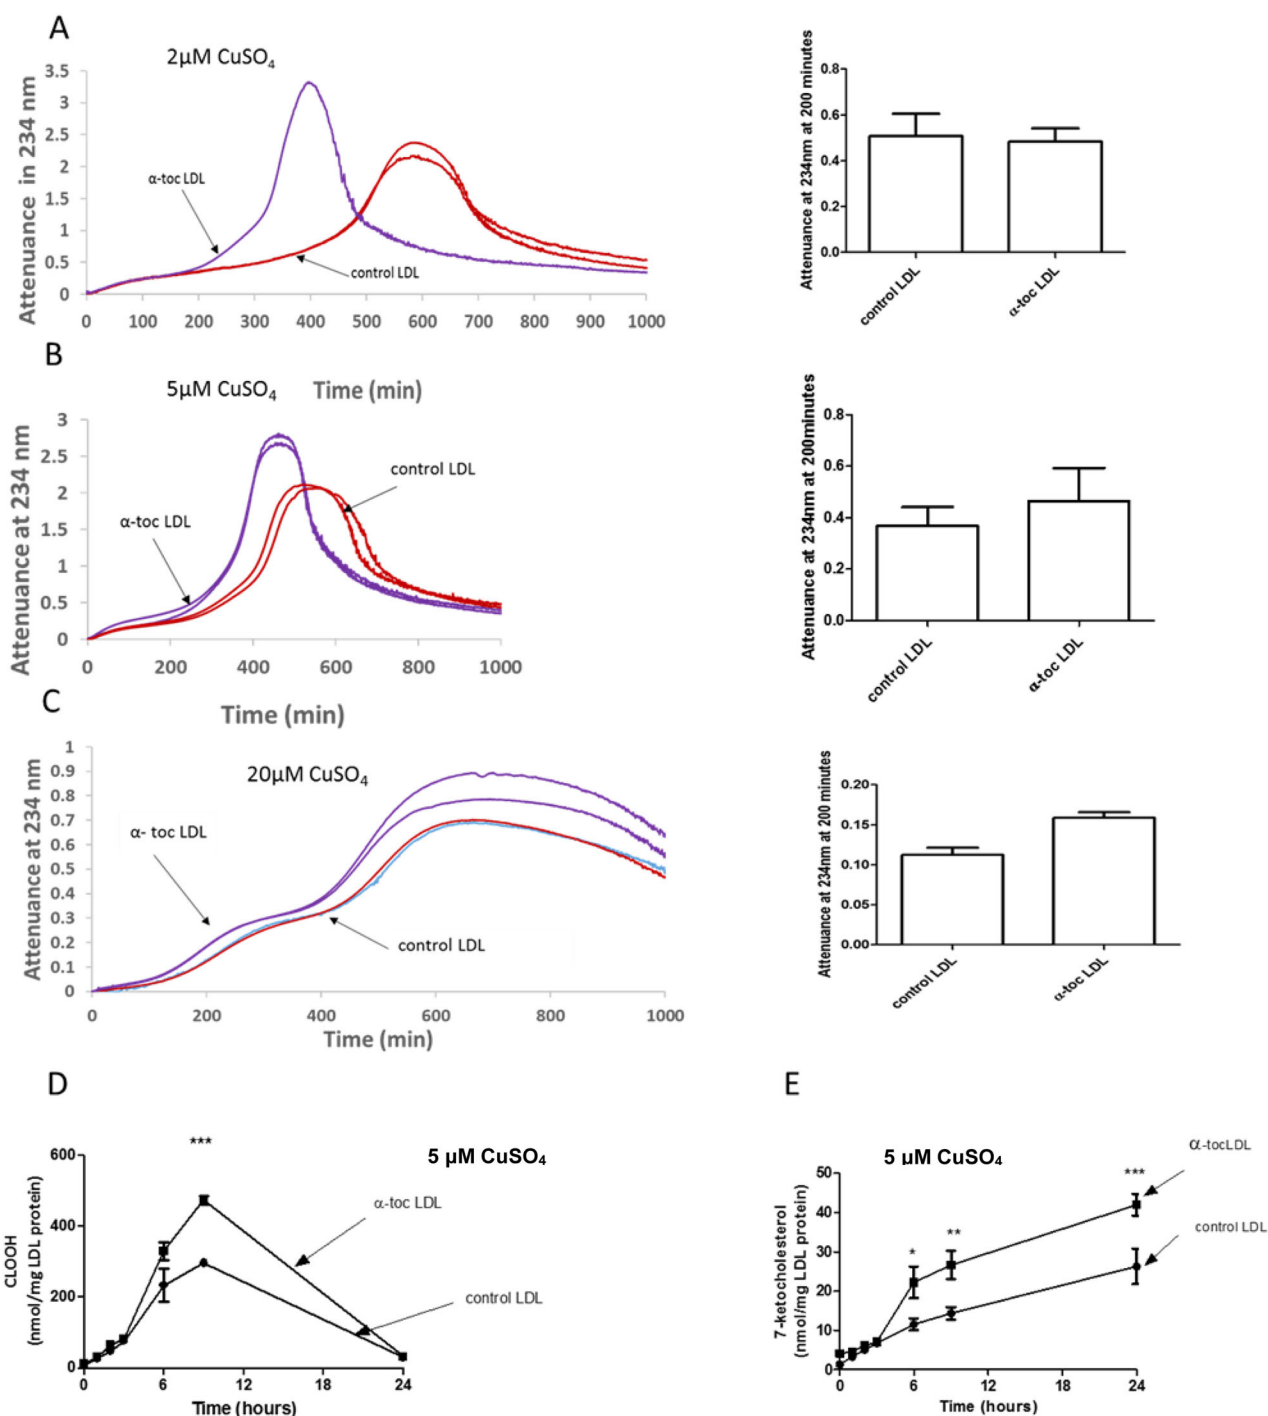 A
2µM CuSO4
Attenuance in 234 nm
3.5
3
2.5
2
1.5
1
0.5
0
α-toc LDL
control LDL
0 100 200 300 400 500 600 700 800 900 1000
Time (min)
Attenuance at 234nm at 200 minutes
0.8
0.6
0.4
0.2
0.0
control LDL
α-toc LDL
B
5µM CuSO4
Attenuance at 234 nm
3
2.5
2
1.5
1
0.5
0
α-toc LDL
control LDL
0 200 400 600 800 1000
Time (min)
Attenuance at 234nm at 200minutes
0.8
0.6
0.4
0.2
0.0
control LDL
α-toc LDL
C
20µM CuSO4
Attenuance at 234 nm
1
0.9
0.8
0.7
0.6
0.5
0.4
0.3
0.2
0.1
0
α- toc LDL
control LDL
0 200 400 600 800 1000
Time (min)
Attenuance at 234nm at 200 minutes
0.20
0.15
0.10
0.05
0.00
control LDL
α-toc LDL
D
5 µM CuSO4
CLOOH
(nmol/mg LDL protein)
600
400
200
0
***
α-toc LDL
control LDL
0 6 12 18 24
Time (hours)
E
5 µM CuSO4
7-ketocholesterol
(nmol/mg LDL protein)
50
40
30
20
10
0
*
**
***
α-tocLDL
control LDL
0 6 12 18 24
Time (hours)